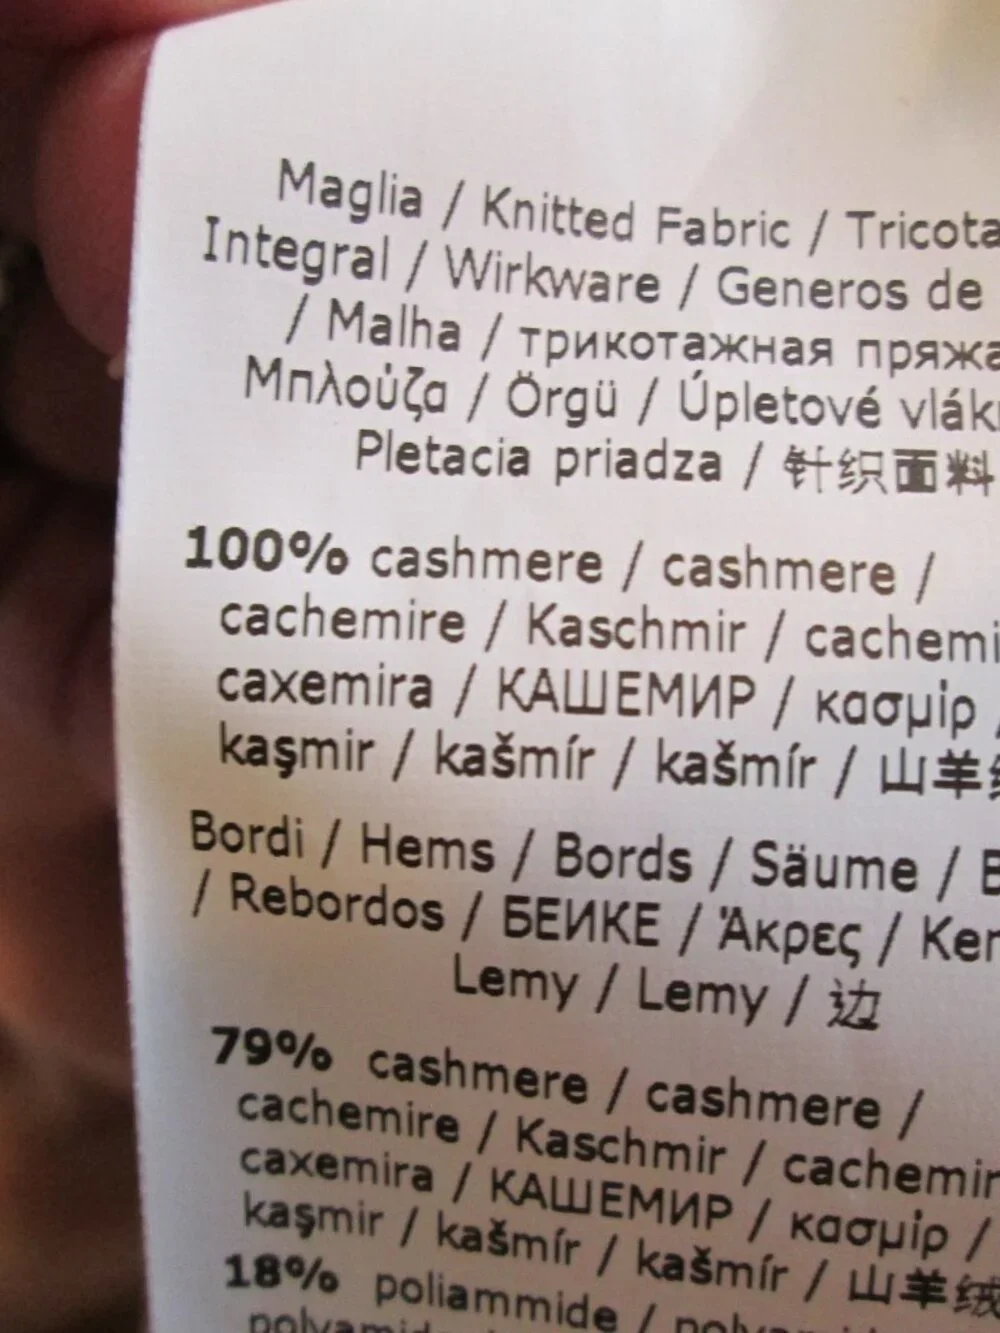 Maglia / Knitted Fabric / Tricota
Integral / Wirkware / Generos de
/ Malha / трикотажная пряжа
Μπλούζα / Örgü / Úpletové vlák
Pletacia priadza / 针织面料
100% cashmere / cashmere /
cachemire / Kaschmir / cachemi
caxemira / КАШЕМИР / κασμίρ /
kaşmir / kašmír / kašmír / 山羊
Bordi / Hems / Bords / Säume / B
/ Rebordos / БЕИКЕ / Άκρες / Ker
Lemy / Lemy / 边
79% cashmere / cashmere /
cachemire / Kaschmir / cachemir
caxemira / КАШЕМИР / κασμίρ /
kaşmir / kašmír / kašmír / 山羊绒
18% poliammide /